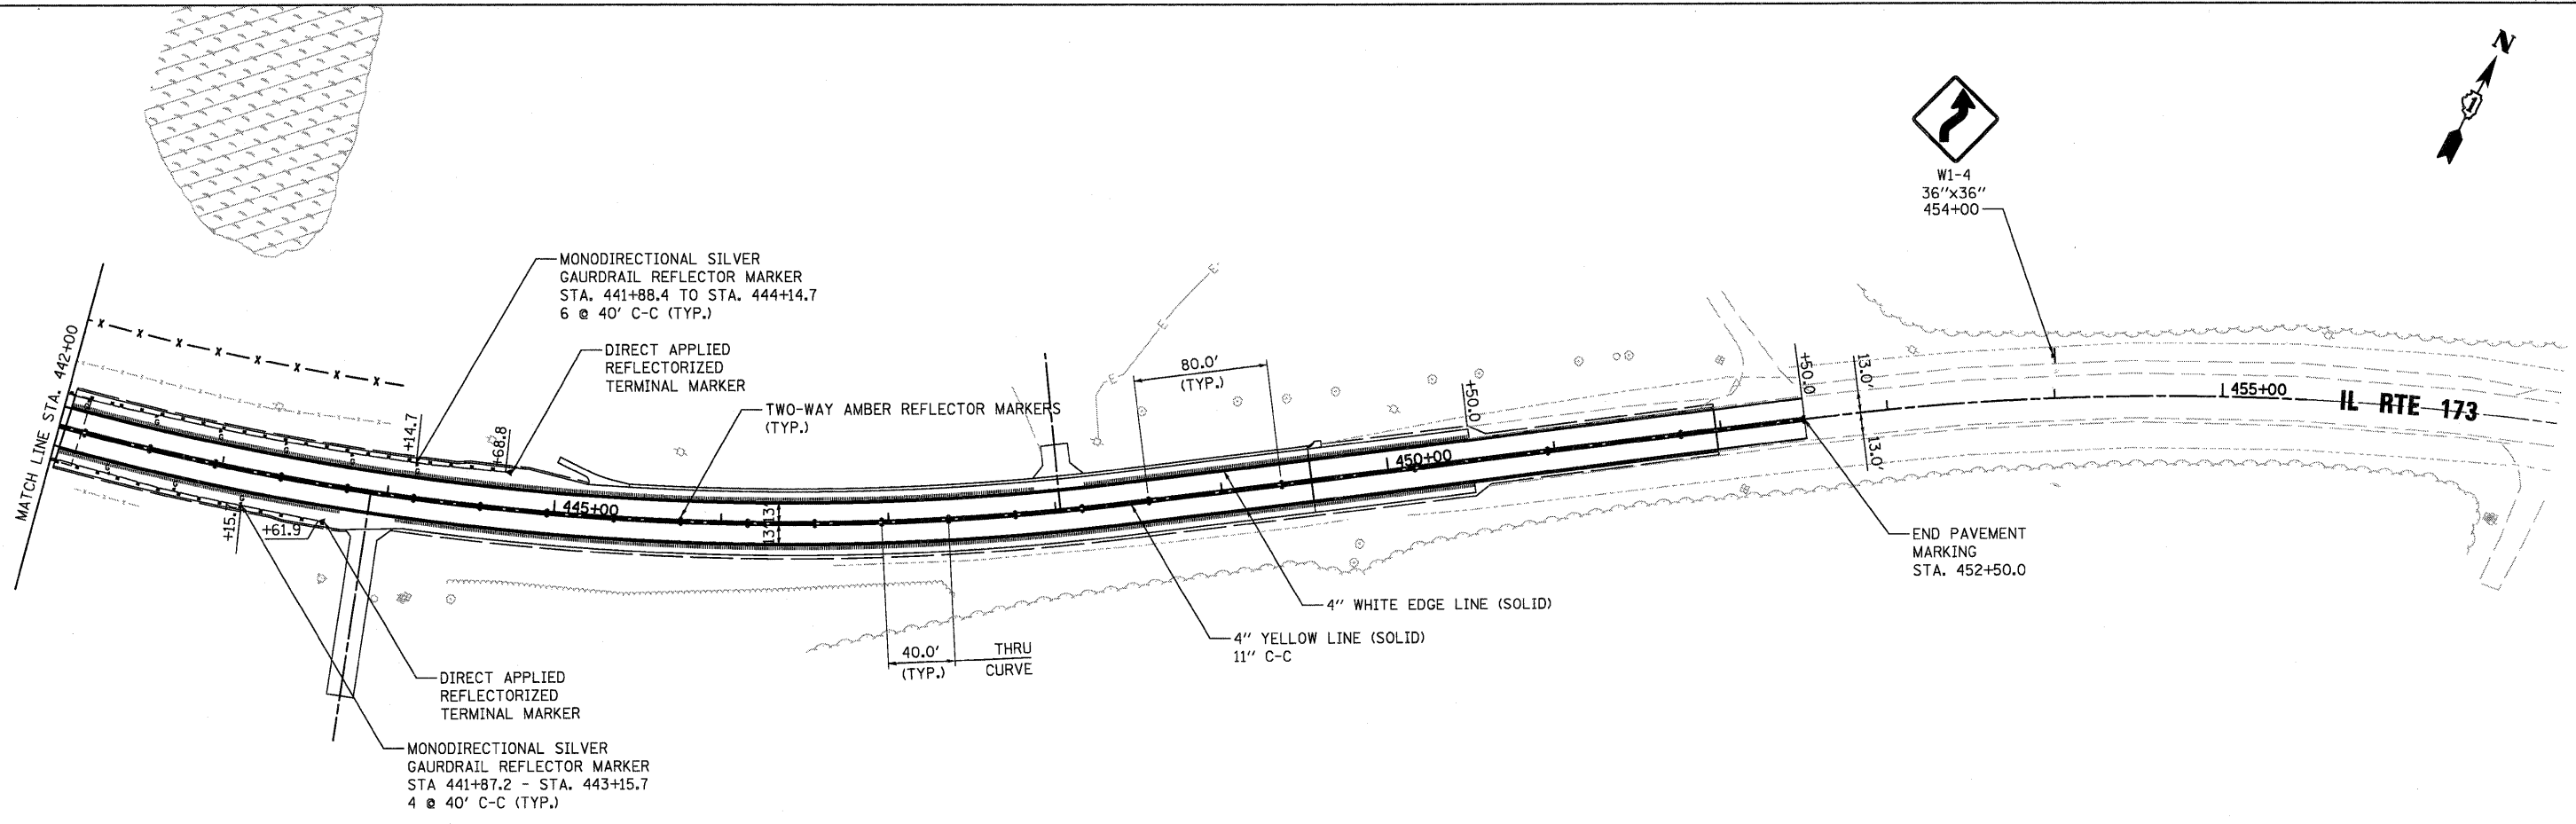 N
1
W1-4
36"x36"
454+00
MONODIRECTIONAL SILVER
GAURDRAIL REFLECTOR MARKER
STA. 441+88.4 TO STA. 444+14.7
6 @ 40' C-C (TYP.)
DIRECT APPLIED
REFLECTORIZED
TERMINAL MARKER
TWO-WAY AMBER REFLECTOR MARKERS
(TYP.)
MATCH LINE STA. 442+00
X X X X X X X X
+14.7
+68.8
E
E
E
80.0'
(TYP.)
+50.0
+50.0
13.0'
13.0'
455+00
IL RTE 173
450+00
445+00
13'
13'
+15.7
+61.9
END PAVEMENT
MARKING
STA. 452+50.0
4" WHITE EDGE LINE (SOLID)
4" YELLOW LINE (SOLID)
11" C-C
40.0'
(TYP.)
THRU
CURVE
DIRECT APPLIED
REFLECTORIZED
TERMINAL MARKER
MONODIRECTIONAL SILVER
GAURDRAIL REFLECTOR MARKER
STA 441+87.2 - STA. 443+15.7
4 @ 40' C-C (TYP.)